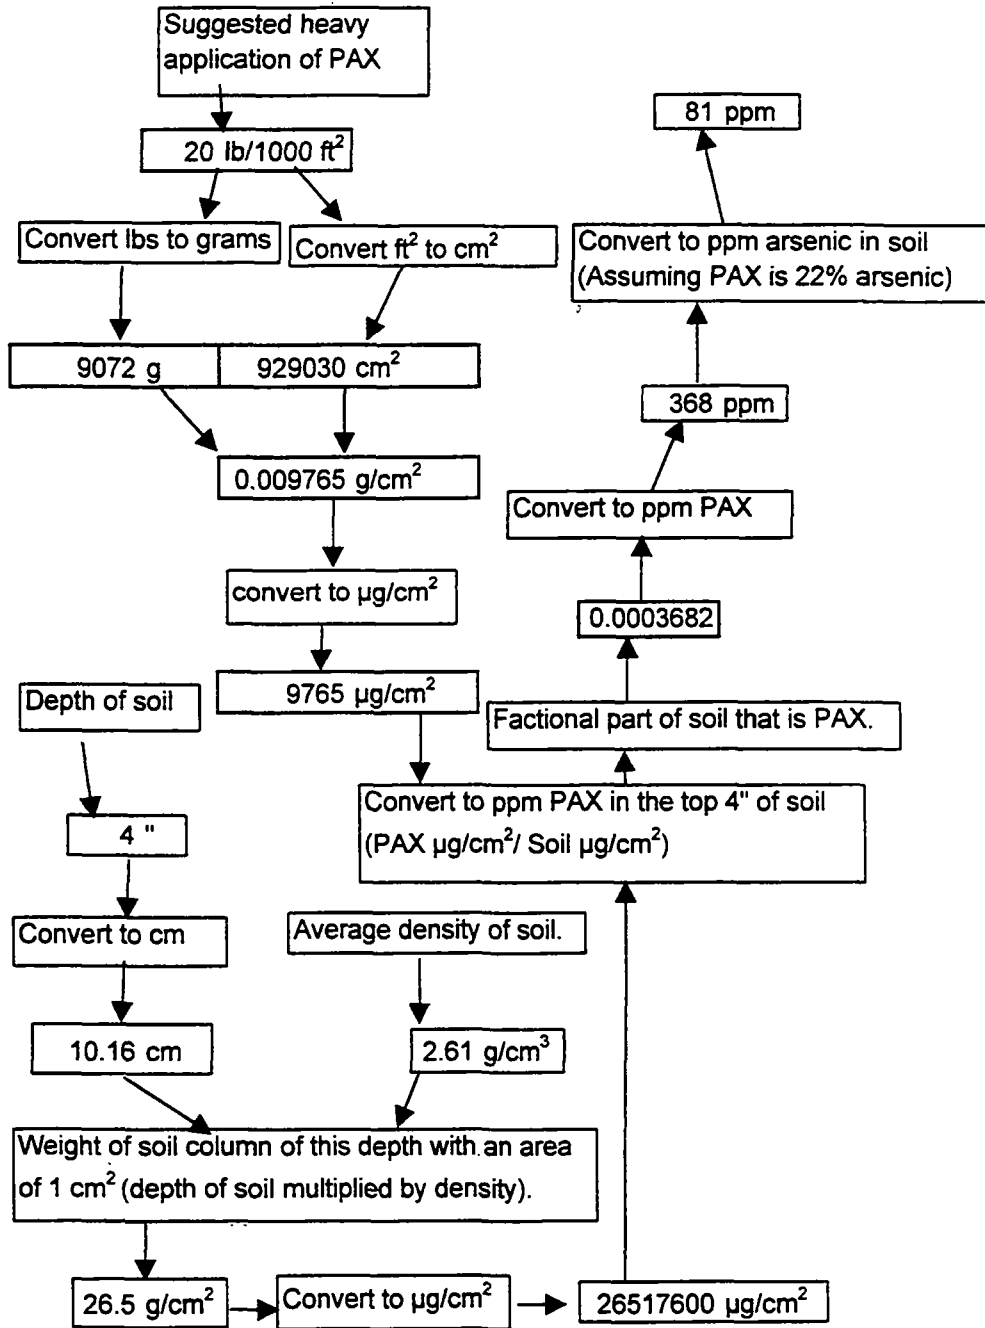 Suggested heavy
application of PAX
20 lb/1000 ft²
Convert lbs to grams
Convert ft² to cm²
9072 g
929030 cm²
0.009765 g/cm²
convert to µg/cm²
9765 µg/cm²
Depth of soil
4 "
Convert to cm
10.16 cm
Average density of soil.
2.61 g/cm³
Weight of soil column of this depth with an area
of 1 cm² (depth of soil multiplied by density).
26.5 g/cm²
Convert to µg/cm²
26517600 µg/cm²
Convert to ppm PAX in the top 4" of soil
(PAX µg/cm²/ Soil µg/cm²)
Factional part of soil that is PAX.
0.0003682
Convert to ppm PAX
368 ppm
Convert to ppm arsenic in soil
(Assuming PAX is 22% arsenic)
81 ppm